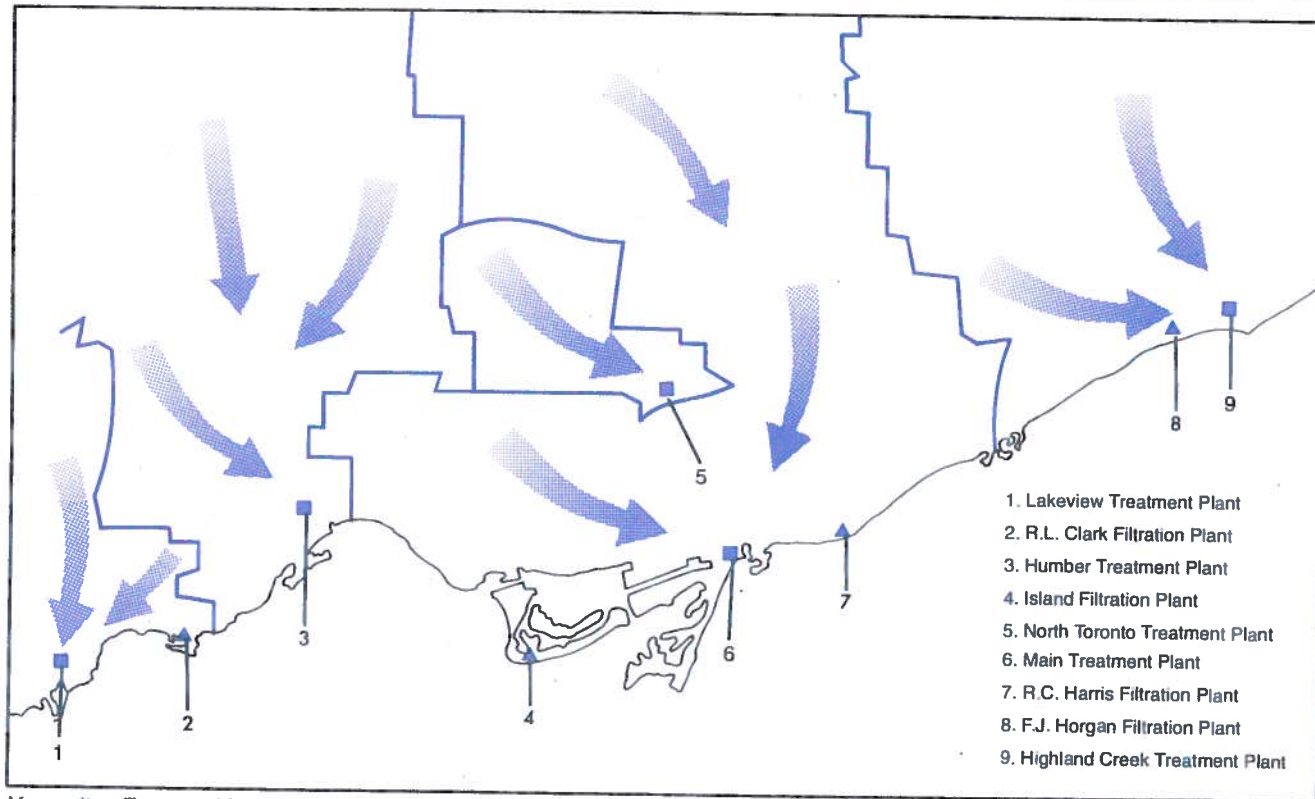 1
2
3
4
5
6
7
8
9
1. Lakeview Treatment Plant
2. R.L. Clark Filtration Plant
3. Humber Treatment Plant
4. Island Filtration Plant
5. North Toronto Treatment Plant
6. Main Treatment Plant
7. R.C. Harris Filtration Plant
8. F.J. Horgan Filtration Plant
9. Highland Creek Treatment Plant